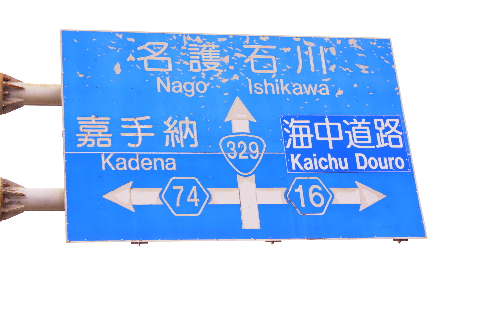 名護 石川
Nago Ishikawa
嘉手納
Kadena
329
海中道路
Kaichu Douro
74
16